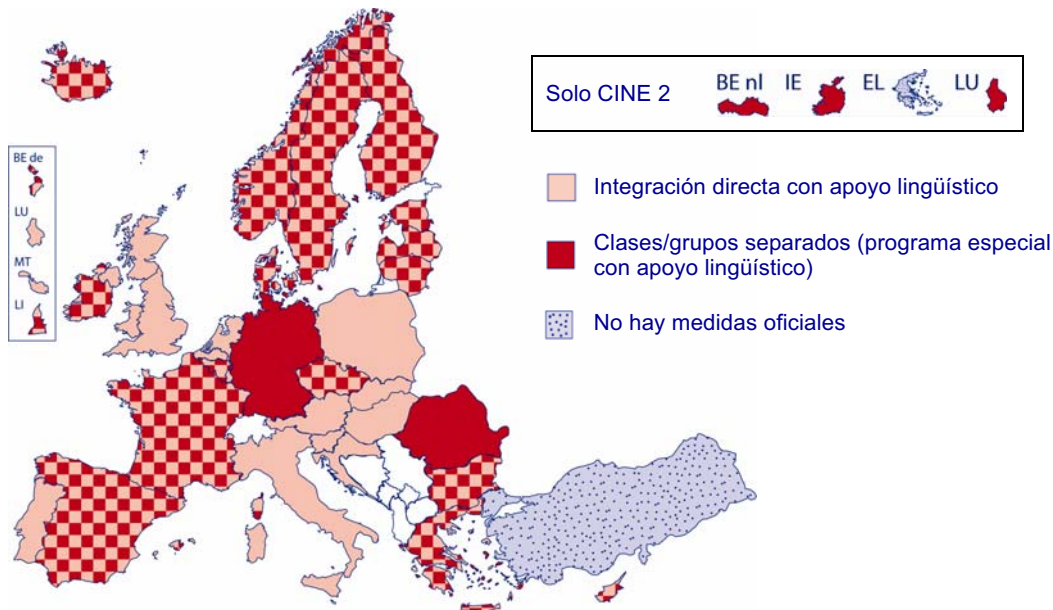 Solo CINE 2
BE nl IE EL LU
BE de
LU
MT
LI
Integración directa con apoyo lingüístico
Clases/grupos separados (programa especial
con apoyo lingüístico)
No hay medidas oficiales